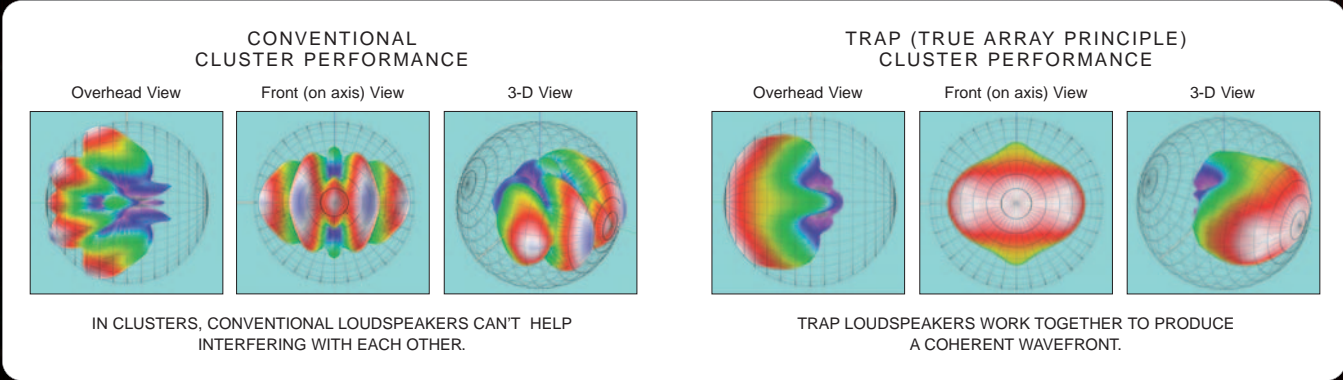 CONVENTIONAL
CLUSTER PERFORMANCE
Overhead View
Front (on axis) View
3-D View
IN CLUSTERS, CONVENTIONAL LOUDSPEAKERS CAN'T HELP
INTERFERING WITH EACH OTHER.
TRAP (TRUE ARRAY PRINCIPLE)
CLUSTER PERFORMANCE
Overhead View
Front (on axis) View
3-D View
TRAP LOUDSPEAKERS WORK TOGETHER TO PRODUCE
A COHERENT WAVEFRONT.